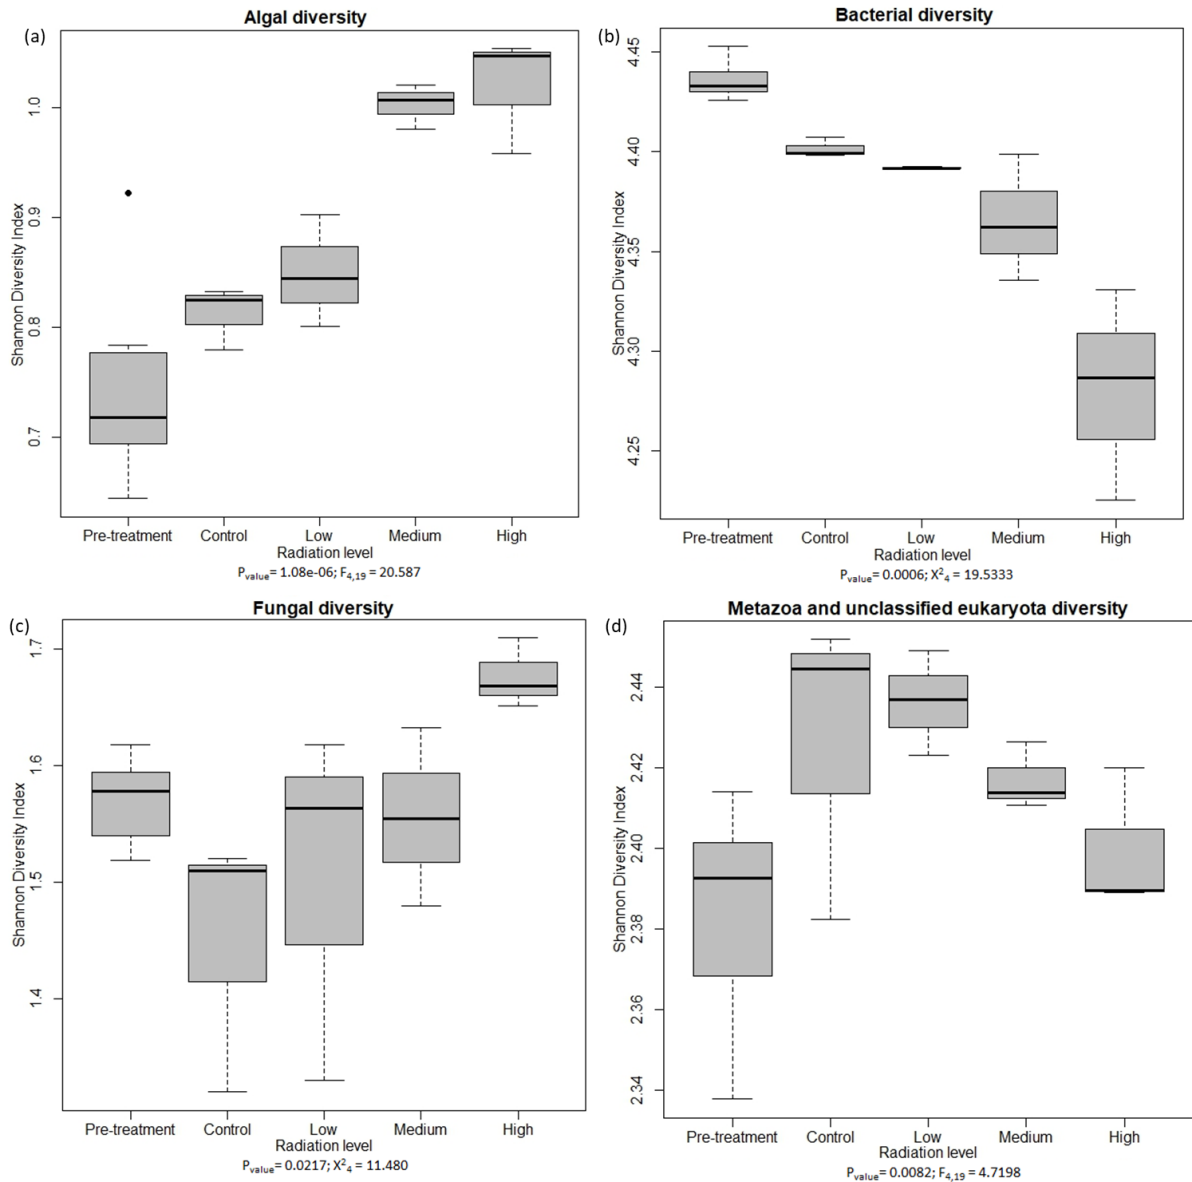 Algal diversity
(a)
Shannon Diversity Index
1.0
0.9
0.8
0.7
Pre-treatment Control Low Medium High
Radiation level
Pvalue= 1.08e-06; F4,19 = 20.587
Bacterial diversity
(b)
Shannon Diversity Index
4.45
4.40
4.35
4.30
4.25
Pre-treatment Control Low Medium High
Radiation level
Pvalue= 0.0006; X²4 = 19.5333
Fungal diversity
(c)
Shannon Diversity Index
1.7
1.6
1.5
1.4
Pre-treatment Control Low Medium High
Radiation level
Pvalue= 0.0217; X²4 = 11.480
Metazoa and unclassified eukaryota diversity
(d)
Shannon Diversity Index
2.44
2.42
2.40
2.38
2.36
2.34
Pre-treatment Control Low Medium High
Radiation level
Pvalue= 0.0082; F4,19 = 4.7198